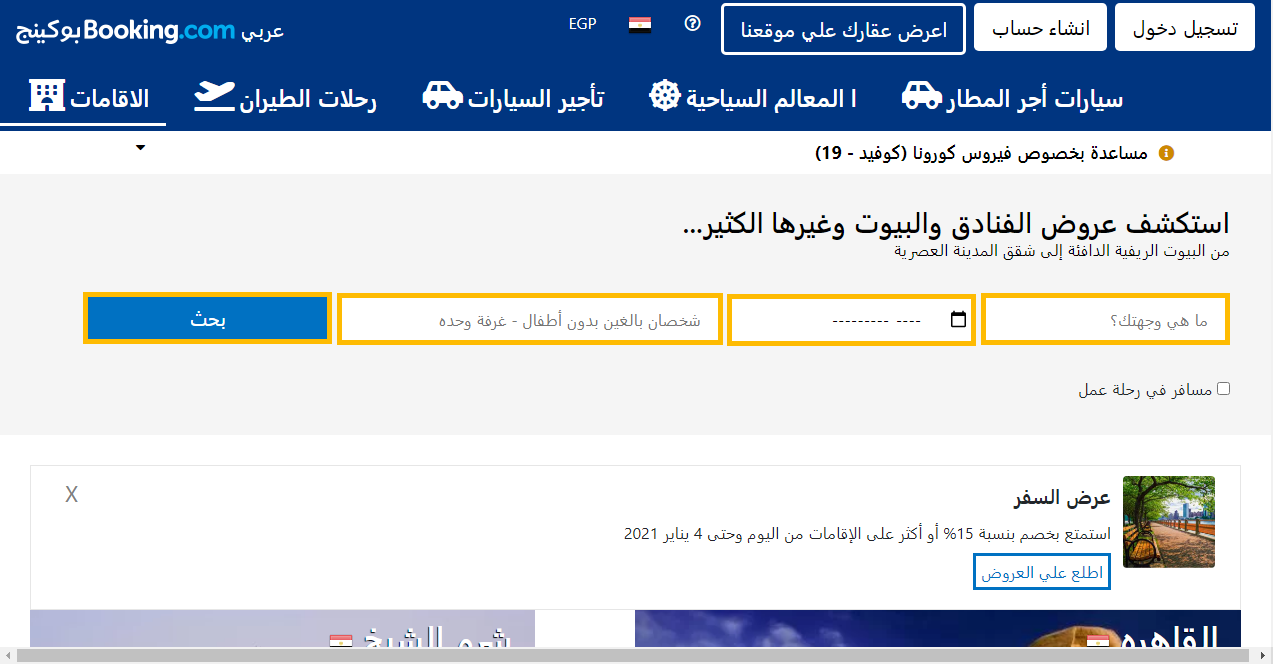 تسجيل دخول
انشاء حساب
اعرض عقارك علي موقعنا
EGP
عربي Booking.com بوكينج
سيارات أجر المطار
ا المعالم السياحية
تأجير السيارات
رحلات الطيران
الاقامات
مساعدة بخصوص فيروس كورونا (كوفيد - 19)
استكشف عروض الفنادق والبيوت وغيرها الكثير...
من البيوت الريفية الدافئة إلى شقق المدينة العصرية
ما هي وجهتك؟
--------- ----
شخصان بالغين بدون أطفال - غرفة وحده
بحث
مسافر في رحلة عمل
X
عرض السفر
استمتع بخصم بنسبة 15% أو أكثر على الإقامات من اليوم وحتى 4 يناير 2021
اطلع علي العروض
القاهره
شرم الشيخ